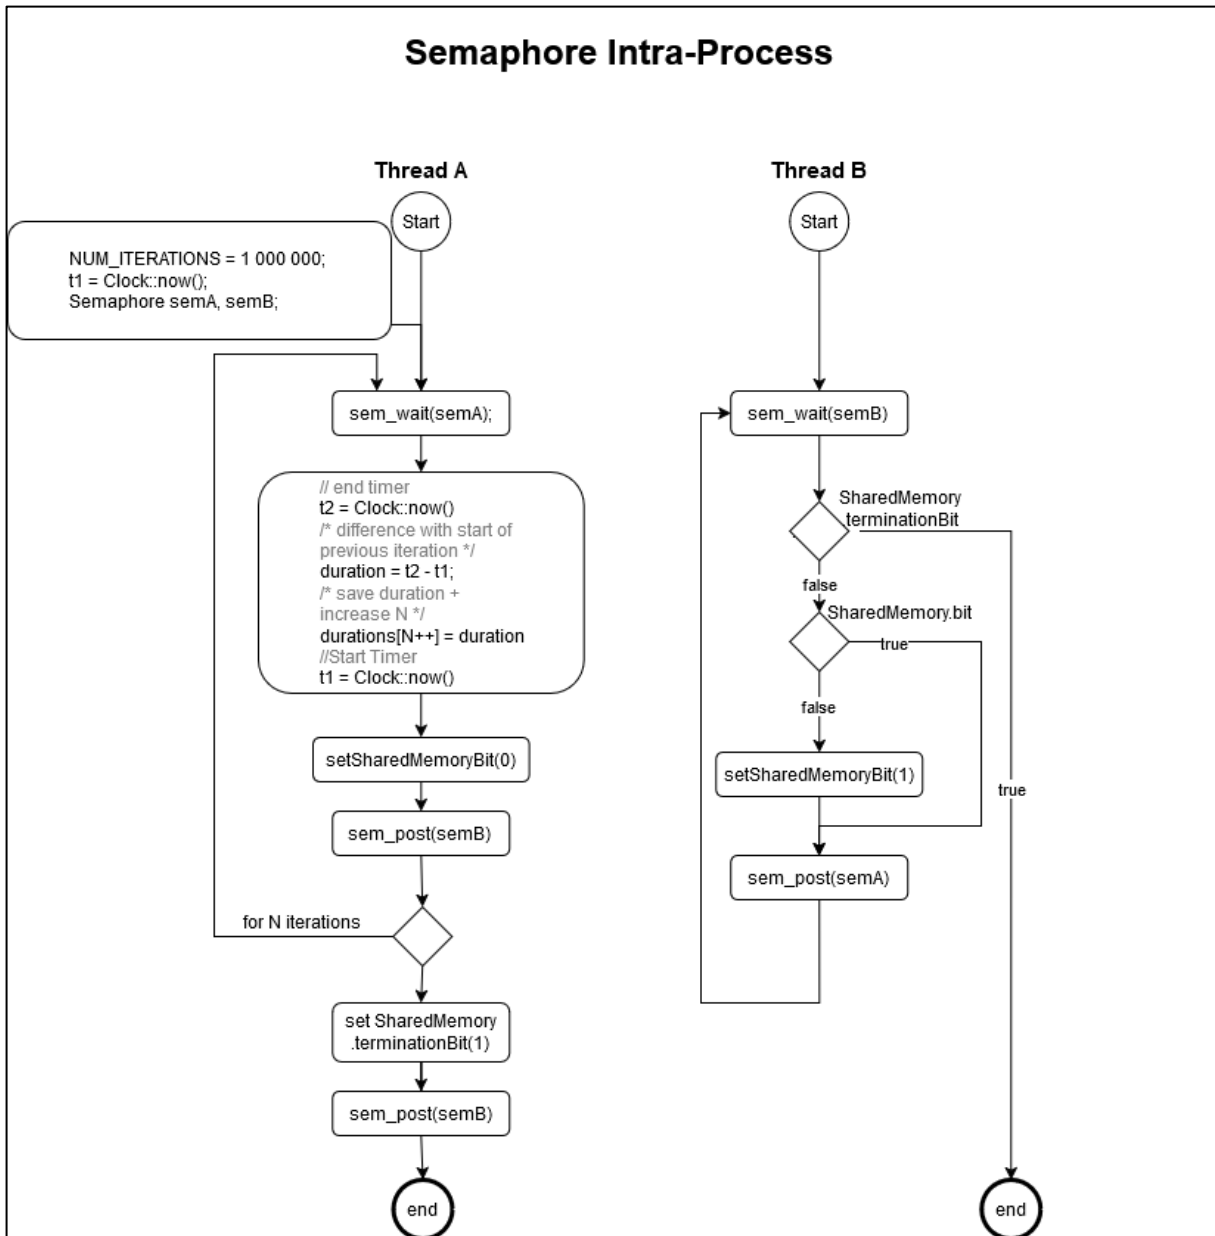 Semaphore Intra-Process
Thread A
Start
NUM_ITERATIONS = 1 000 000;
t1 = Clock::now();
Semaphore semA, semB;
sem_wait(semA);
// end timer
t2 = Clock::now()
/* difference with start of
previous iteration */
duration = t2 - t1;
/* save duration +
increase N */
durations[N++] = duration
//Start Timer
t1 = Clock::now()
setSharedMemoryBit(0)
sem_post(semB)
for N iterations
set SharedMemory
.terminationBit(1)
sem_post(semB)
end
Thread B
Start
sem_wait(semB)
SharedMemory
terminationBit
false
SharedMemory.bit
true
false
setSharedMemoryBit(1)
true
sem_post(semA)
end